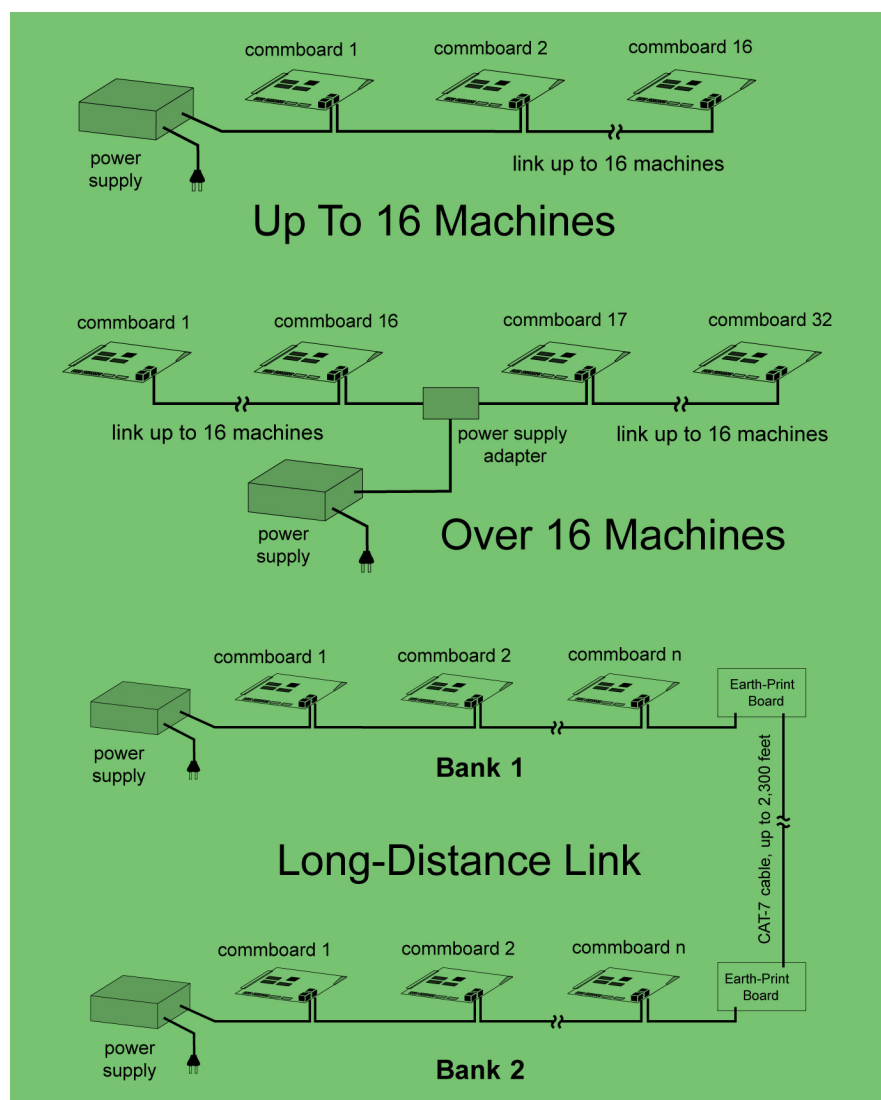 commboard 1
commboard 2
commboard 16
power
supply
link up to 16 machines
Up To 16 Machines
commboard 1
commboard 16
commboard 17
commboard 32
link up to 16 machines
power supply
adapter
link up to 16 machines
power
supply
Over 16 Machines
commboard 1
commboard 2
commboard n
Earth-Print
Board
power
supply
Bank 1
CAT-7 cable, up to 2,300 feet
Long-Distance Link
commboard 1
commboard 2
commboard n
Earth-Print
Board
power
supply
Bank 2